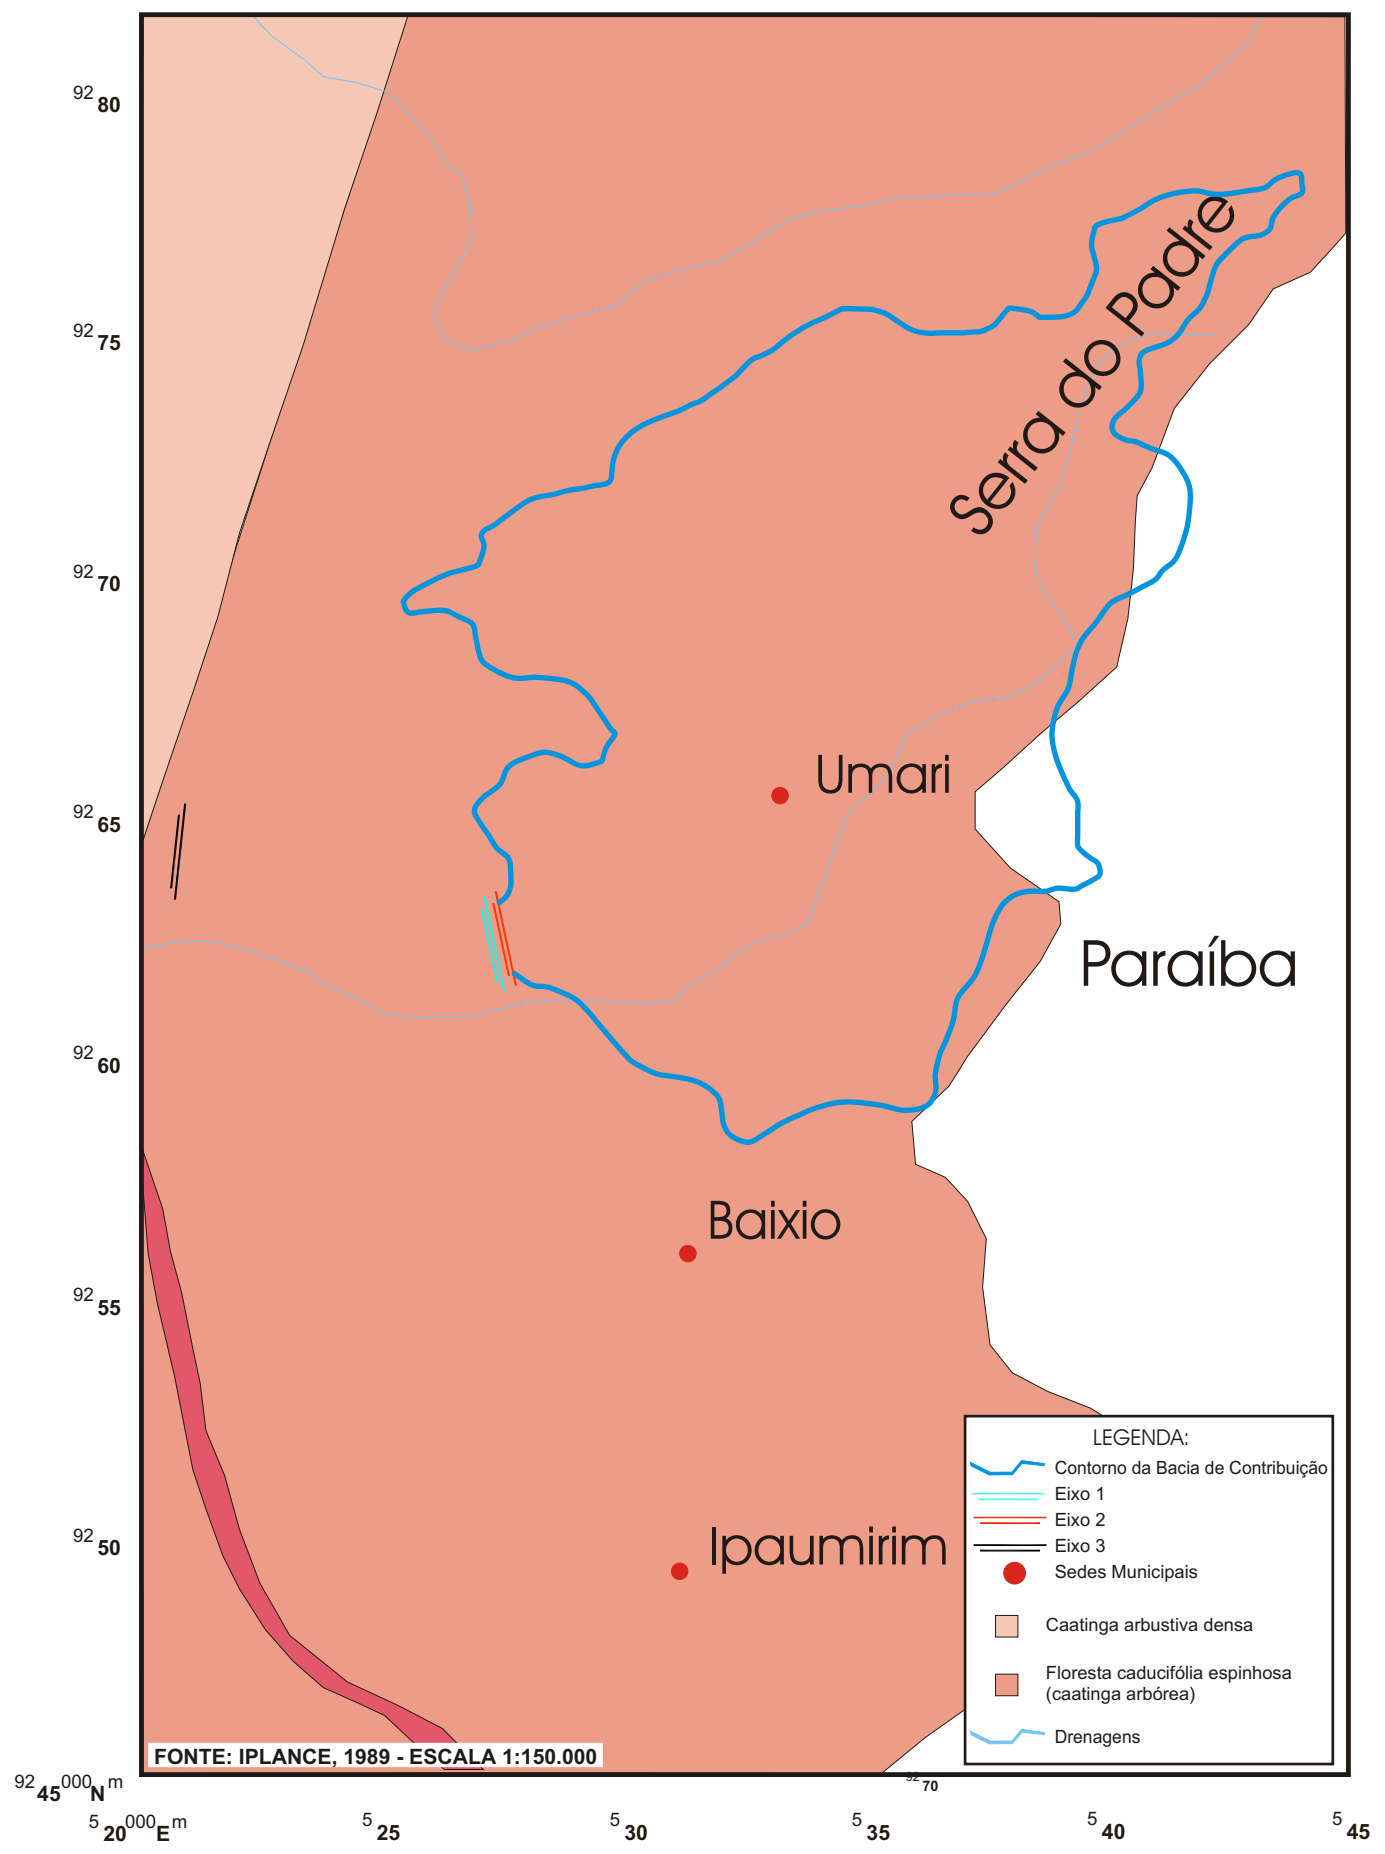 92 80
92 75
92 70
92 65
92 60
92 55
92 50
92 45 000 N m
5 20 000 E m
5 25
5 30
5 35
5 40
5 45
92 70
Serra do Padre
Umari
Paraíba
Baixio
Ipaumirim
LEGENDA:
Contorno da Bacia de Contribuição
Eixo 1
Eixo 2
Eixo 3
Sedes Municipais
Caatinga arbustiva densa
Floresta caducifólia espinhosa
(caatinga arbórea)
Drenagens
FONTE: IPLANCE, 1989 - ESCALA 1:150.000